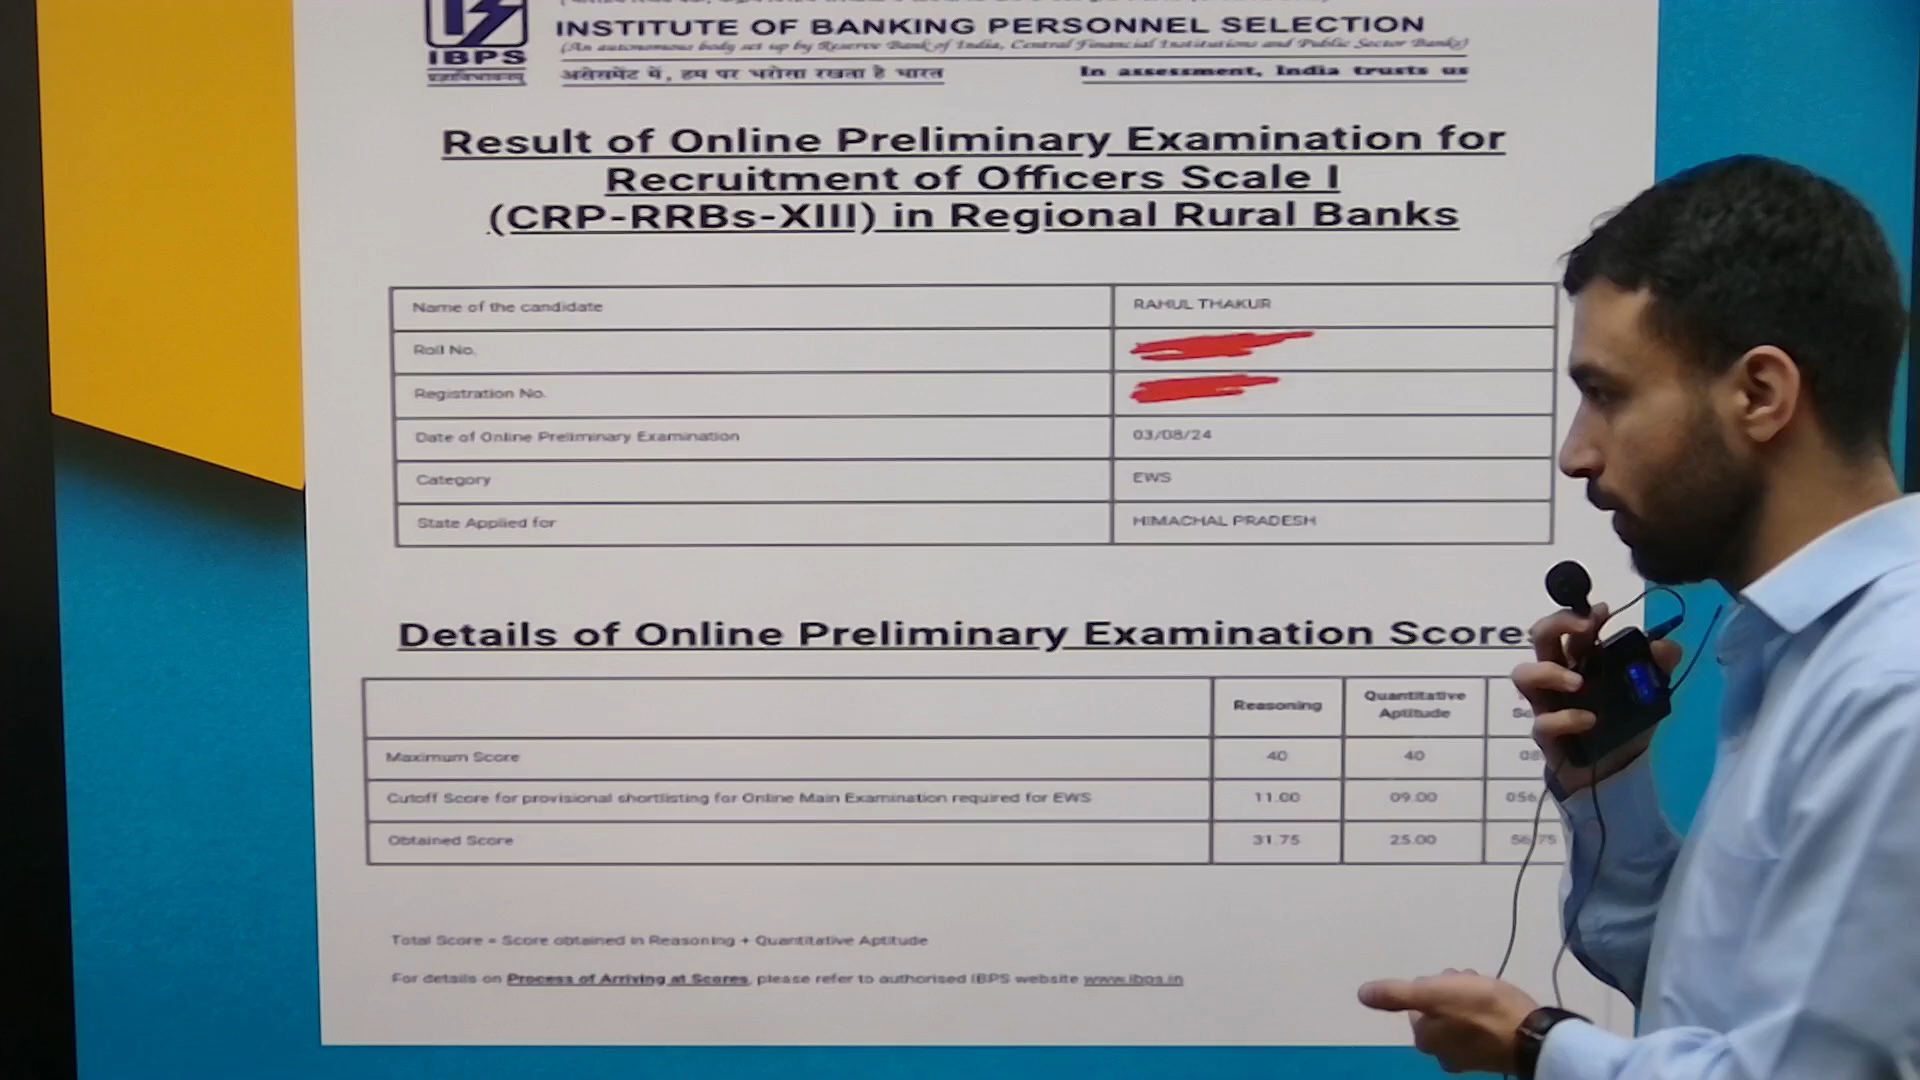 INSTITUTE OF BANKING PERSONNEL SELECTION
(An autonomous body set up by Reserve Bank of India, Central Financial Institutions and Public Sector Banks)
IBPS
असेसमेंट में, हम पर भरोसा रखता है भारत In assessment, India trusts us
Result of Online Preliminary Examination for
Recruitment of Officers Scale I
(CRP-RRBs-XIII) in Regional Rural Banks
Name of the candidate RAHUL THAKUR
Roll No.
Registration No.
Date of Online Preliminary Examination 03/08/24
Category EWS
State Applied for HIMACHAL PRADESH
Details of Online Preliminary Examination Scores
Reasoning Quantitative Aptitude
Maximum Score 40 40
Cutoff Score for provisional shortlisting for Online Main Examination required for EWS 11.00 09.00 056
Obtained Score 31.75 25.00 56.75
Total Score = Score obtained in Reasoning + Quantitative Aptitude
For details on Process of Arriving at Scores, please refer to authorised IBPS website www.ibps.in